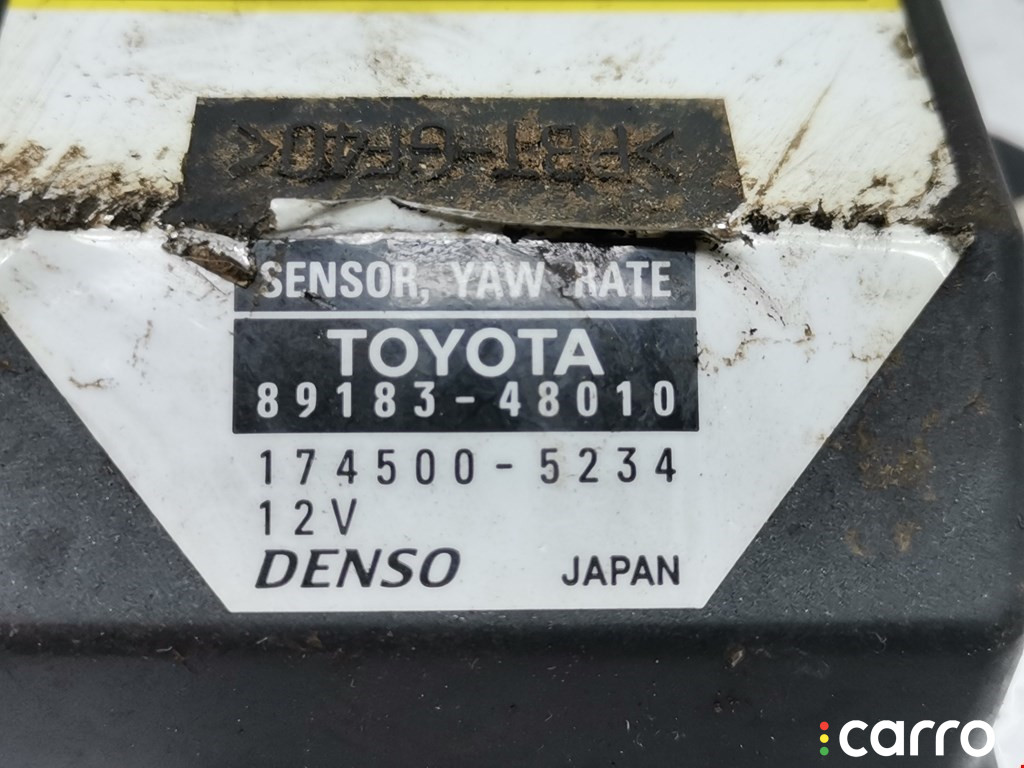 >PBT-GF40<
SENSOR, YAW RATE
TOYOTA
89183-48010
174500-5234
12V
DENSO JAPAN
carro